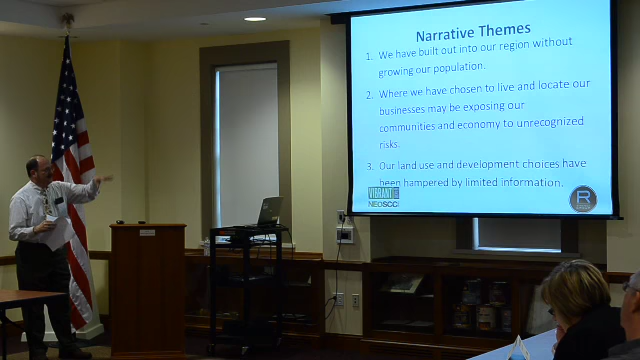 Narrative Themes
1. We have built out into our region without
growing our population.
2. Where we have chosen to live and locate our
businesses may be exposing our
communities and economy to unrecognized
risks.
3. Our land use and development choices have
been hampered by limited information.
VIBRANT
NEOSCC
R